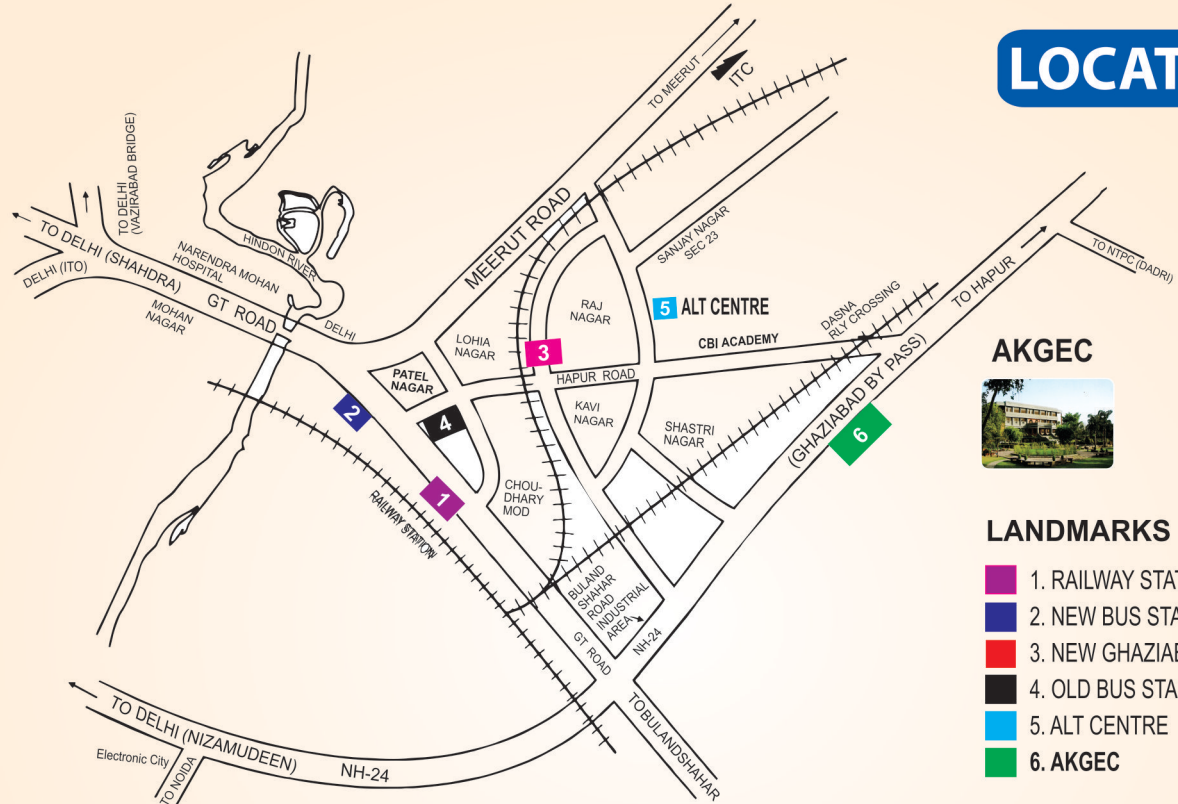 LOCAT
TO MEERUT
ITC
TO DELHI
(VAZIRABAD BRIDGE)
TO DELHI (SHAHDRA)
DELHI (ITO)
GT ROAD
NARENDRA MOHAN
HOSPITAL
HINDON RIVER
MOHAN
NAGAR
DELHI
MEERUT ROAD
SANJAY NAGAR
SEC 23
TO NTPC (DADRI)
TO HAPUR
RAJ
NAGAR
5 ALT CENTRE
DASNA
RLY CROSSING
LOHIA
NAGAR
3
CBI ACADEMY
HAPUR ROAD
PATEL
NAGAR
2
4
KAVI
NAGAR
SHASTRI
NAGAR
(GHAZIABAD BY PASS)
6
1
CHOU-
DHARY
MOD
RAILWAY STATION
BULAND
SHAHAR
ROAD
INDUSTRIAL
AREA
GT ROAD
NH-24
TO BULANDSHAHAR
TO DELHI (NIZAMUDEEN)
NH-24
Electronic City
TO NOIDA
AKGEC
LANDMARKS
1. RAILWAY STAT
2. NEW BUS STA
3. NEW GHAZIAB
4. OLD BUS STA
5. ALT CENTRE
6. AKGEC